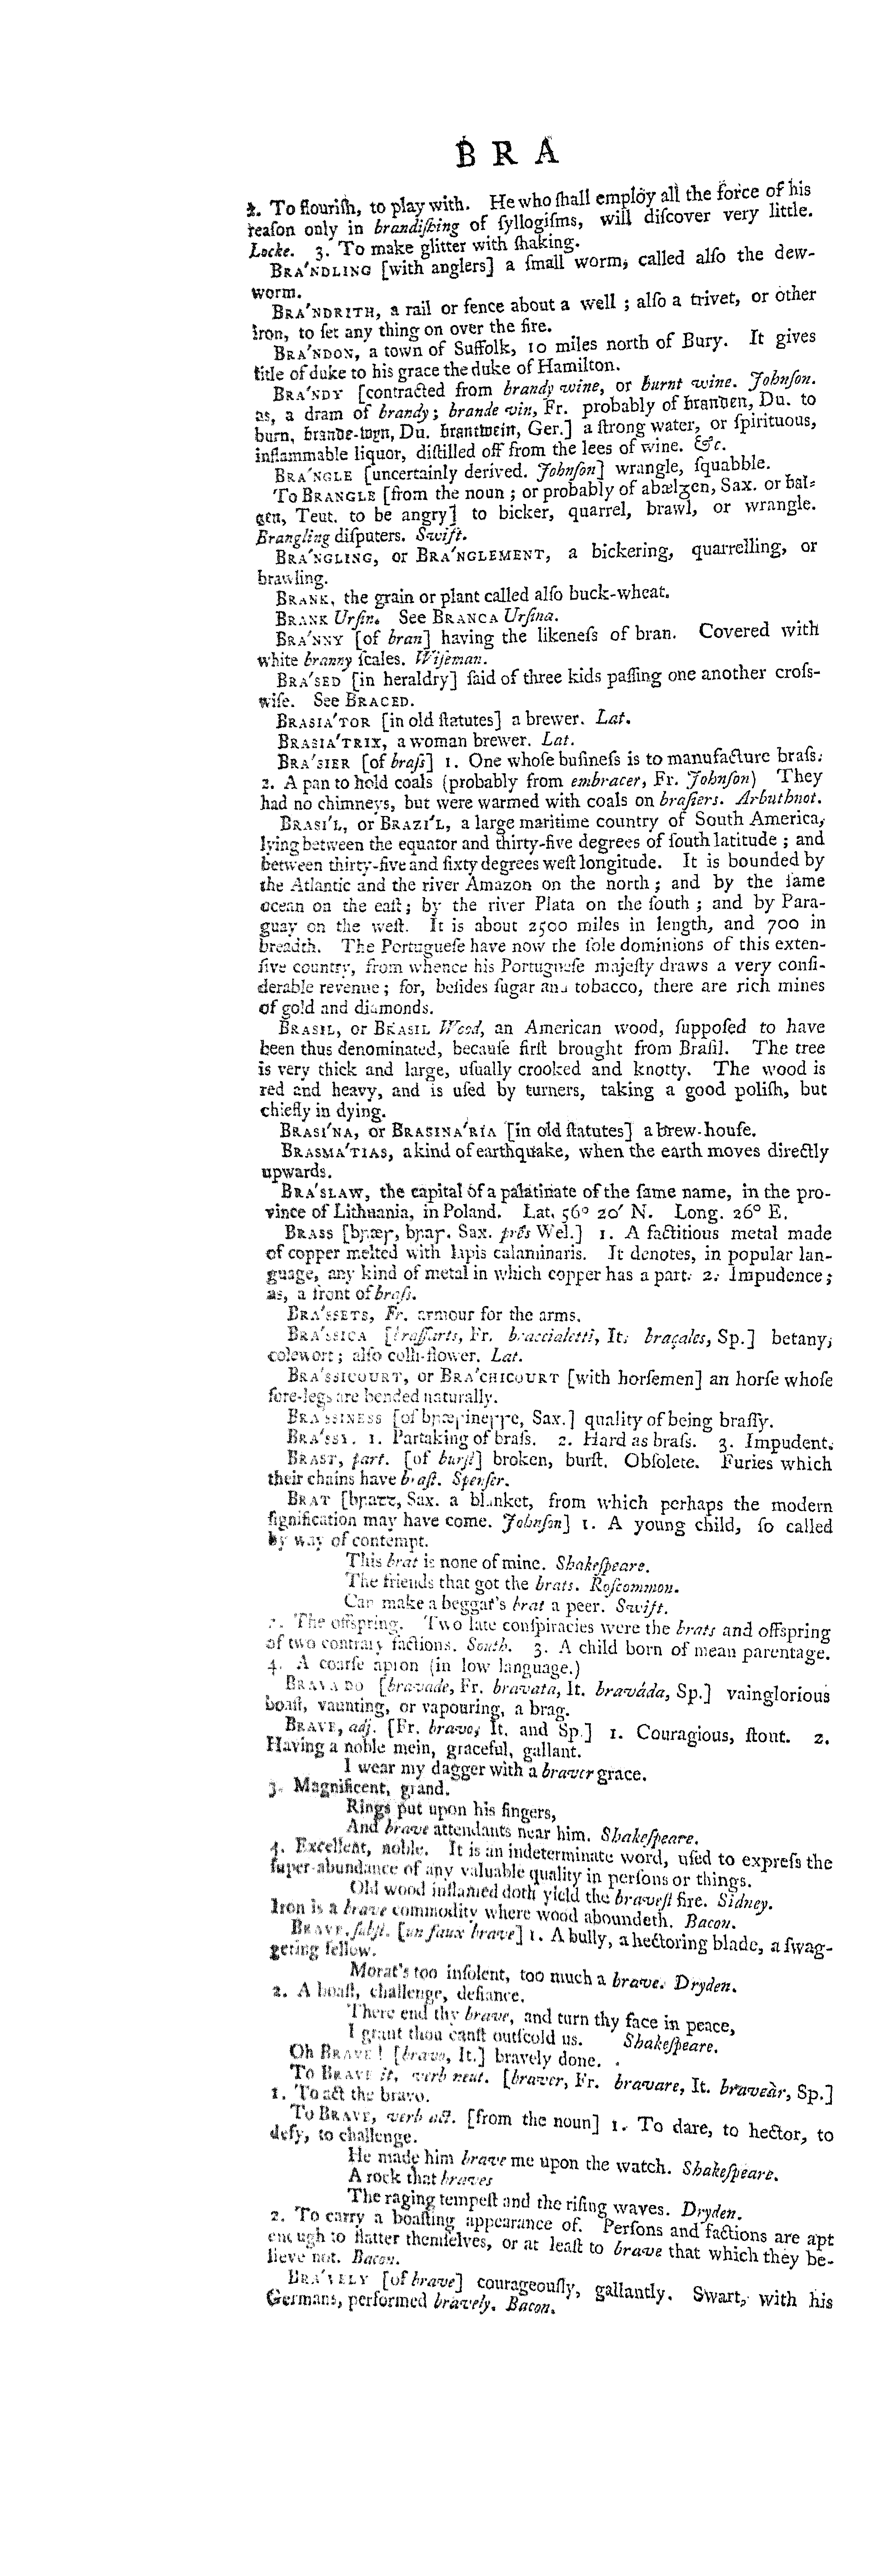 B R A
2. To flouriſh, to play with. He who ſhall employ all the force of his
reaſon only in brandiſhing of ſyllogiſms, will diſcover very little.
Locke. 3. To make glitter with ſhaking.
BRA'NDLING [with anglers] a ſmall worm, called alſo the dew-
worm.
BRA'NDRITH, a rail or fence about a well ; alſo a trivet, or other
iron, to ſet any thing on over the fire.
BRA'NDON, a town of Suffolk, 10 miles north of Bury. It gives
title of duke to his grace the duke of Hamilton.
BRA'NDY [contracted from brandy wine, or burnt wine. Johnſon.
as, a dram of brandy; brande vin, Fr. probably of branden, Du. to
burn, brande-wyn, Du. brantwein, Ger.] a ſtrong water, or ſpirituous,
inflammable liquor, diſtilled off from the lees of wine. &c.
BRA'NGLE [uncertainly derived. Johnſon] wrangle, ſquabble.
To BRANGLE [from the noun ; or probably of abælgen, Sax. or bal-
gen, Teut. to be angry] to bicker, quarrel, brawl, or wrangle.
Brangling diſputers. Swift.
BRA'NGLING, or BRA'NGLEMENT, a bickering, quarrelling, or
brawling.
BRANK, the grain or plant called alſo buck-wheat.
BRANK Urſin. See BRANCA Urſina.
BRA'NNY [of bran] having the likeneſs of bran. Covered with
white branny ſcales. Wiſeman.
BRA'SED [in heraldry] ſaid of three kids paſſing one another croſs-
wiſe. See BRACED.
BRASIA'TOR [in old ſtatutes] a brewer. Lat.
BRASIA'TRIX, a woman brewer. Lat.
BRA'SIER [of braſs] 1. One whoſe buſineſs is to manufacture braſs.
2. A pan to hold coals (probably from embracer, Fr. Johnſon) They
had no chimneys, but were warmed with coals on braſiers. Arbuthnot.
BRASI'L, or BRAZI'L, a large maritime country of South America,
lying between the equator and thirty-five degrees of ſouth latitude ; and
between thirty-five and ſixty degrees weſt longitude. It is bounded by
the Atlantic and the river Amazon on the north ; and by the ſame
ocean on the eaſt; by the river Plata on the ſouth ; and by Para-
guay on the weſt. It is about 2500 miles in length, and 700 in
breadth. The Portugueſe have now the ſole dominions of this exten-
ſive country, from whence his Portugueſe majeſty draws a very conſi-
derable revenue ; for, beſides ſugar and tobacco, there are rich mines
of gold and diamonds.
BRASIL, or BRASIL Wood, an American wood, ſuppoſed to have
been thus denominated, becauſe firſt brought from Braſil. The tree
is very thick and large, uſually crooked and knotty. The wood is
red and heavy, and is uſed by turners, taking a good poliſh, but
chiefly in dying.
BRASI'NA, or BRASINA'RIA [in old ſtatutes] a brew-houſe.
BRASMA'TIAS, a kind of earthquake, when the earth moves directly
upwards.
BRA'SLAW, the capital of a palatinate of the ſame name, in the pro-
vince of Lithuania, in Poland. Lat. 56° 20' N. Long. 26° E.
BRASS [bræſ, braſ. Sax. prês Wel.] 1. A factitious metal made
of copper melted with lapis calaminaris. It denotes, in popular lan-
guage, any kind of metal in which copper has a part. 2. Impudence;
as, a front of braſs.
BRA'SSETS, Fr. armour for the arms.
BRA'SSICA [braſſarts, Fr. braccialetti, It. braçales, Sp.] betany,
colewort ; alſo colli-flower. Lat.
BRA'SSICOURT, or BRA'CHICOURT [with horſemen] an horſe whoſe
fore-legs are bended naturally.
BRA'SSINESS [of bræſineſſe, Sax.] quality of being braſſy.
BRA'SSY. 1. Partaking of braſs. 2. Hard as braſs. 3. Impudent.
BRAST, part. [of burſt] broken, burſt. Obſolete. Furies which
their chains have braſt. Spenſer.
BRAT [bratt, Sax. a blanket, from which perhaps the modern
ſignification may have come. Johnſon] 1. A young child, ſo called
by way of contempt.
This brat is none of mine. Shakeſpeare.
The friends that got the brats. Roſcommon.
Can make a beggar's brat a peer. Swift.
2. The offspring. Two late conſpiracies were the brats and offspring
of two contrary factions. South. 3. A child born of mean parentage.
4. A coarſe apron (in low language.)
BRAVA'DO [bravade, Fr. bravata, It. braváda, Sp.] vainglorious
boaſt, vaunting, or vapouring, a brag.
BRAVE, adj. [Fr. bravo, It. and Sp.] 1. Couragious, ſtout. 2.
Having a noble mein, graceful, gallant.
I wear my dagger with a braver grace.
3. Magnificent, grand.
Rings put upon his fingers,
And brave attendants near him. Shakeſpeare.
4. Excellent, noble. It is an indeterminate word, uſed to expreſs the
ſuper-abundance of any valuable quality in perſons or things.
Old wood inflamed doth yield the braveſt fire. Sidney.
Iron is a brave commodity where wood aboundeth. Bacon.
BRAVE, ſubſt. [un faux brave] 1. A bully, a hectoring blade, a ſwag-
gering fellow.
Morat's too inſolent, too much a brave. Dryden.
2. A boaſt, challenge, defiance.
There end thy brave, and turn thy face in peace,
I grant thou canſt outſcold us. Shakeſpeare.
Oh BRAVE ! [bravo, It.] bravely done.
To BRAVE it, verb neut. [braver, Fr. bravare, It. braveàr, Sp.]
1. To act the bravo.
To BRAVE, verb act. [from the noun] 1. To dare, to hector, to
defy, to challenge.
He made him brave me upon the watch. Shakeſpeare.
A rock that braves
The raging tempeſt and the riſing waves. Dryden.
2. To carry a boaſting appearance of. Perſons and factions are apt
enough to flatter themſelves, or at leaſt to brave that which they be-
lieve not. Bacon.
BRA'VELY [of brave] courageouſly, gallantly. Swart, with his
Germans, performed bravely. Bacon.